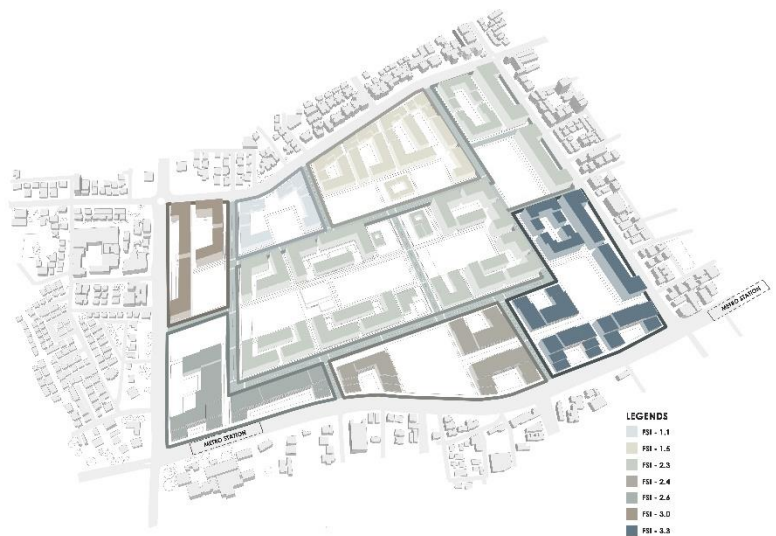 METRO STATION
METRO STATION
LEGENDS
FSI - 1.1
FSI - 1.5
FSI - 2.3
FSI - 2.4
FSI - 2.6
FSI - 3.0
FSI - 3.3